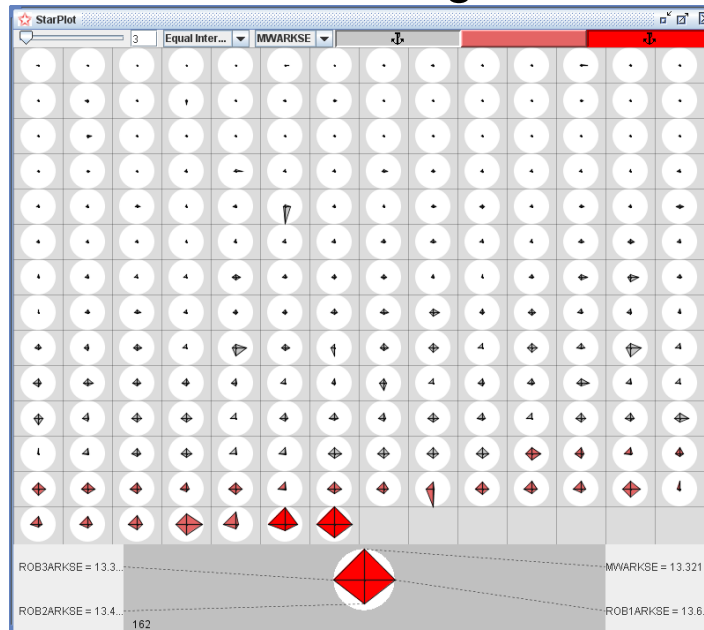 StarPlot
3 Equal Inter... MWARKSE
ROB3ARKSE = 13.3...
MWARKSE = 13.321
ROB2ARKSE = 13.4...
ROB1ARKSE = 13.6.
162